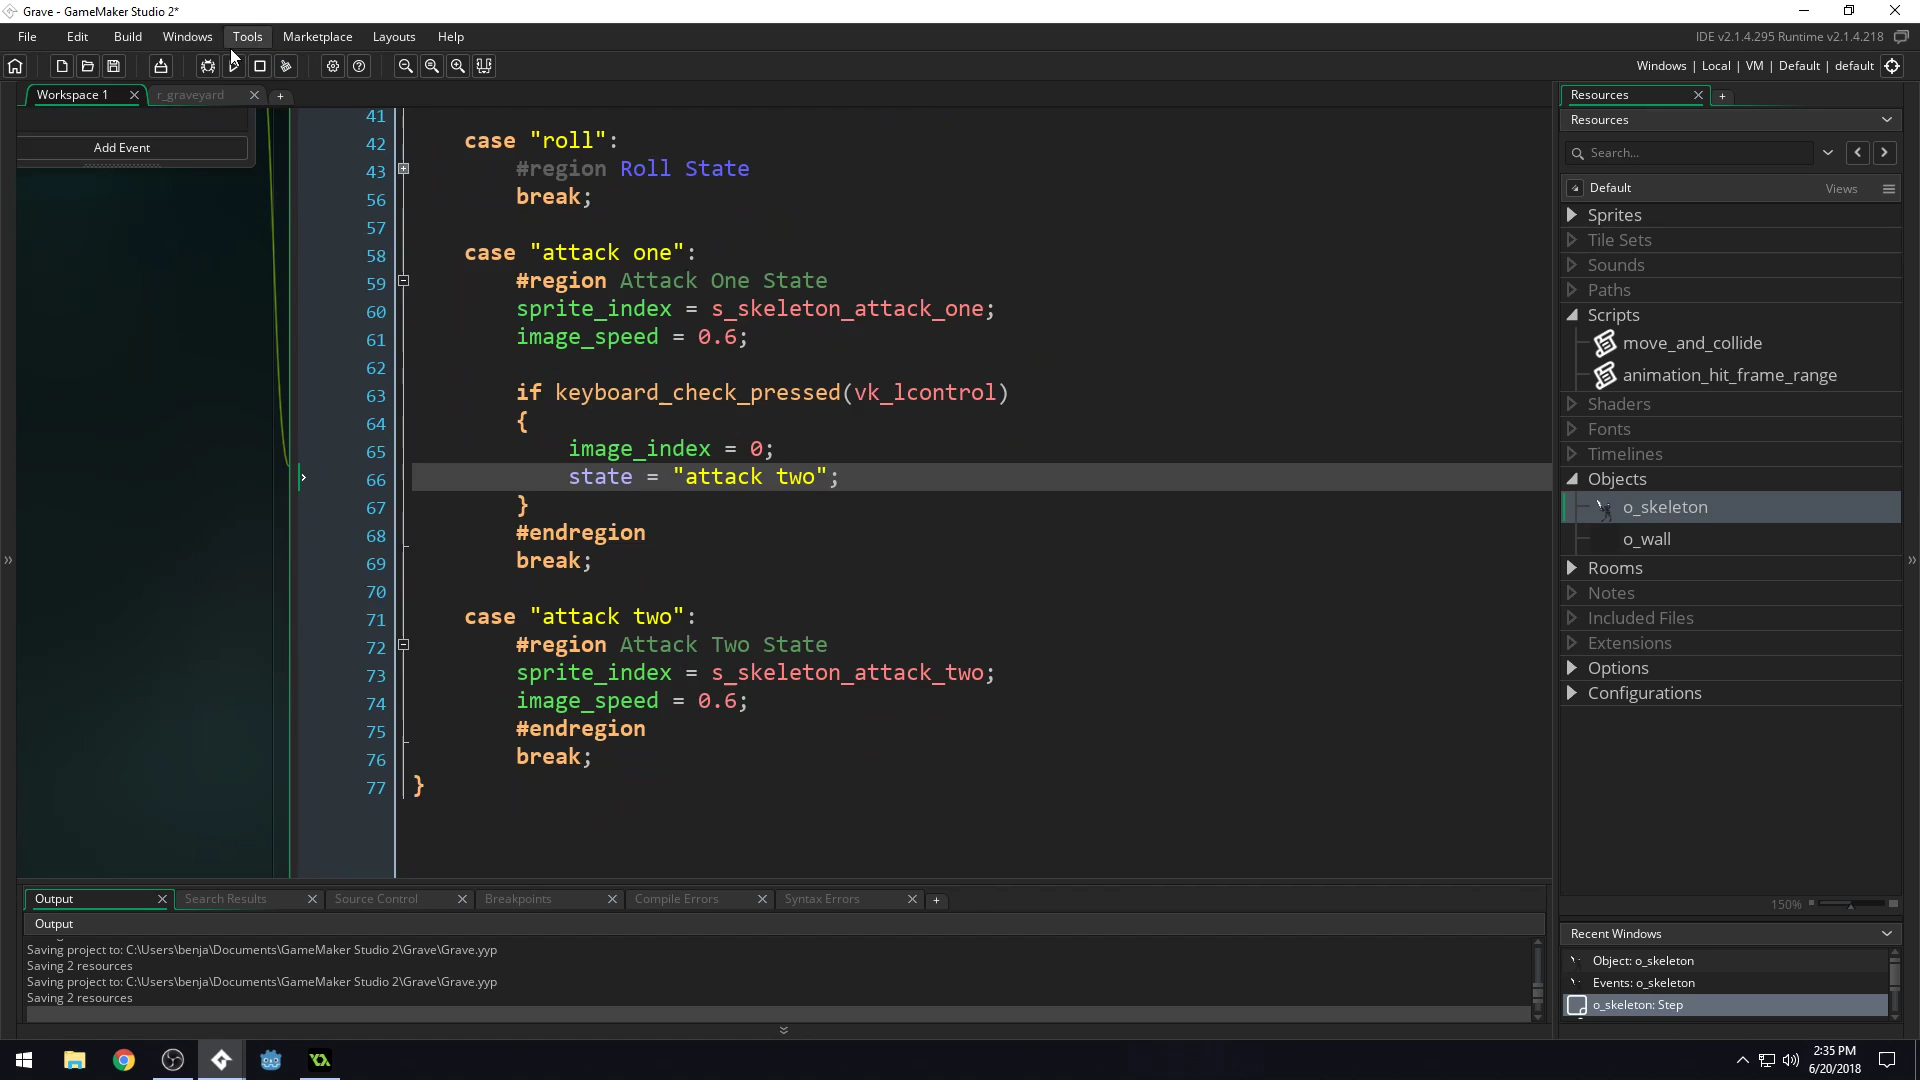 Grave - GameMaker Studio 2*
File Edit Build Windows Tools Marketplace Layouts Help
IDE v2.1.4.295 Runtime v2.1.4.218
Windows | Local | VM | Default | default
Workspace 1
r_graveyard
Add Event
41
42 case "roll":
43 #region Roll State
56 break;
57
58 case "attack one":
59 #region Attack One State
60 sprite_index = s_skeleton_attack_one;
61 image_speed = 0.6;
62
63 if keyboard_check_pressed(vk_lcontrol)
64 {
65 image_index = 0;
66 state = "attack two";
67 }
68 #endregion
69 break;
70
71 case "attack two":
72 #region Attack Two State
73 sprite_index = s_skeleton_attack_two;
74 image_speed = 0.6;
75 #endregion
76 break;
77 }
Resources
Resources
Search...
Default Views
Sprites
Tile Sets
Sounds
Paths
Scripts
move_and_collide
animation_hit_frame_range
Shaders
Fonts
Timelines
Objects
o_skeleton
o_wall
Rooms
Notes
Included Files
Extensions
Options
Configurations
150%
Recent Windows
Object: o_skeleton
Events: o_skeleton
o_skeleton: Step
Output Search Results Source Control Breakpoints Compile Errors Syntax Errors
Output
Saving project to: C:\Users\benja\Documents\GameMaker Studio 2\Grave\Grave.yyp
Saving 2 resources
Saving project to: C:\Users\benja\Documents\GameMaker Studio 2\Grave\Grave.yyp
Saving 2 resources
2:35 PM
6/20/2018